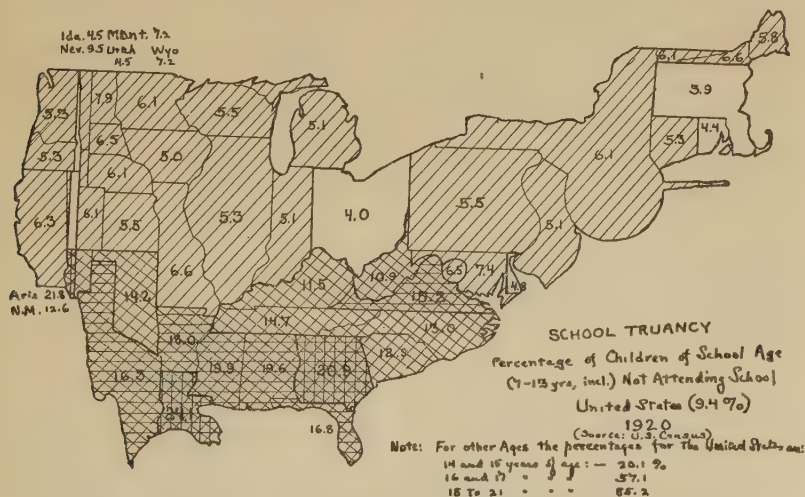 Ida. 4.5 Mont. 7.2
Nev. 9.5 Utah Wyo
4.5 7.2
5.8
6.1 6.6
5.3 7.9 6.1 5.5 5.1 5.9
6.5 5.3 4.4
5.3 5.0
6.1 6.1
6.3 6.1 5.5 5.3 5.1 4.0 5.5 5.1
6.6 6.5 7.4 4.8
11.5 10.9
Ariz 21.8 14.2 15.2
N.M. 12.6
14.7 13.0
18.0
16.3 19.9 19.6 20.9 12.9
24.1
16.8
SCHOOL TRUANCY
Percentage of Children of School Age
(7-13 yrs, incl.) Not Attending School
United States (9.4%)
1920
(Source: U.S. Census)
Note: For other Ages the percentages for The United States are:
14 and 15 years of age: — 20.1 %
16 and 17 " " " 57.1
18 To 21 " " " 85.2